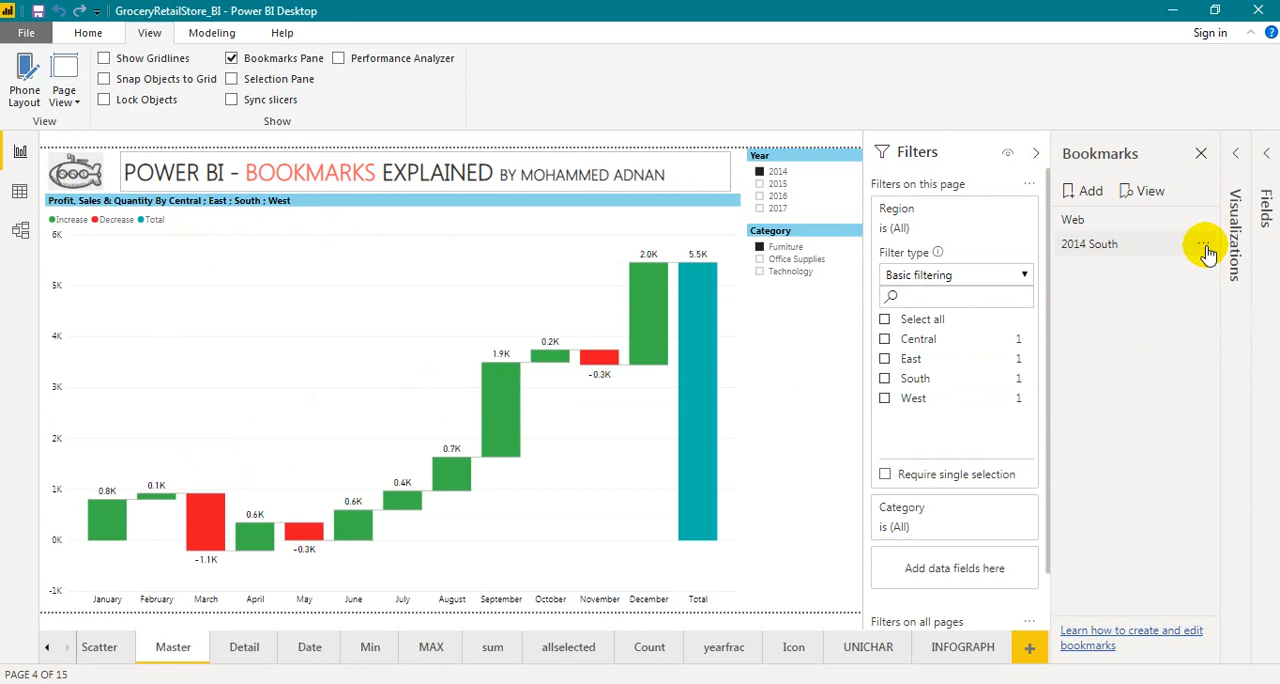 GroceryRetailStore_BI - Power BI Desktop
File Home View Modeling Help
Sign in
Show Gridlines
Bookmarks Pane
Performance Analyzer
Snap Objects to Grid
Selection Pane
Lock Objects
Sync slicers
Phone Layout
Page View
View
Show
POWER BI - BOOKMARKS EXPLAINED BY MOHAMMED ADNAN
Profit, Sales & Quantity By Central ; East ; South ; West
Increase Decrease Total
6K
5K
4K
3K
2K
1K
0K
-1K
0.8K
0.1K
-1.1K
0.6K
-0.3K
0.6K
0.4K
0.7K
1.9K
0.2K
-0.3K
2.0K
5.5K
January February March April May June July August September October November December Total
Year
2014
2015
2016
2017
Category
Furniture
Office Supplies
Technology
Filters
Filters on this page
Region
is (All)
Filter type
Basic filtering
Select all
Central 1
East 1
South 1
West 1
Require single selection
Category
is (All)
Add data fields here
Filters on all pages
Bookmarks
Add View
Web
2014 South
Learn how to create and edit
bookmarks
Visualizations
Fields
Scatter Master Detail Date Min MAX sum allselected Count yearfrac Icon UNICHAR INFOGRAPH
PAGE 4 OF 15